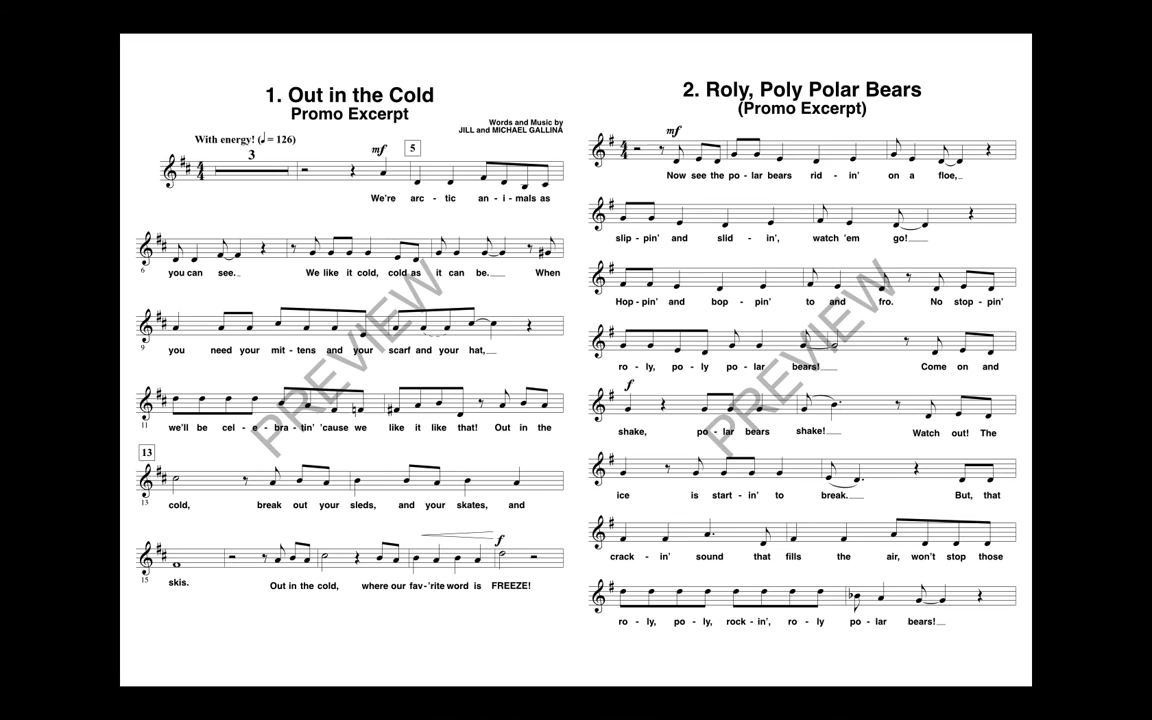 1. Out in the Cold
Promo Excerpt
Words and Music by
JILL and MICHAEL GALLINA
With energy! (♩ = 126)
3
mf
5
We're arc - tic an - i - mals as
6
you can see. We like it cold, cold as it can be. When
9
you need your mit - tens and your scarf and your hat,
11
we'll be cel - e - bra - tin' 'cause we like it like that! Out in the
13
13
cold, break out your sleds, and your skates, and
f
15
skis. Out in the cold, where our fav - 'rite word is FREEZE!
PREVIEW
2. Roly, Poly Polar Bears
(Promo Excerpt)
mf
Now see the po - lar bears rid - in' on a floe,
slip - pin' and slid - in', watch 'em go!
Hop - pin' and bop - pin' to and fro. No stop - pin'
ro - ly, po - ly po - lar bears! Come on and
f
shake, po - lar bears shake! Watch out! The
ice is start - in' to break. But, that
crack - in' sound that fills the air, won't stop those
ro - ly, po - ly, rock - in', ro - ly po - lar bears!
PREVIEW